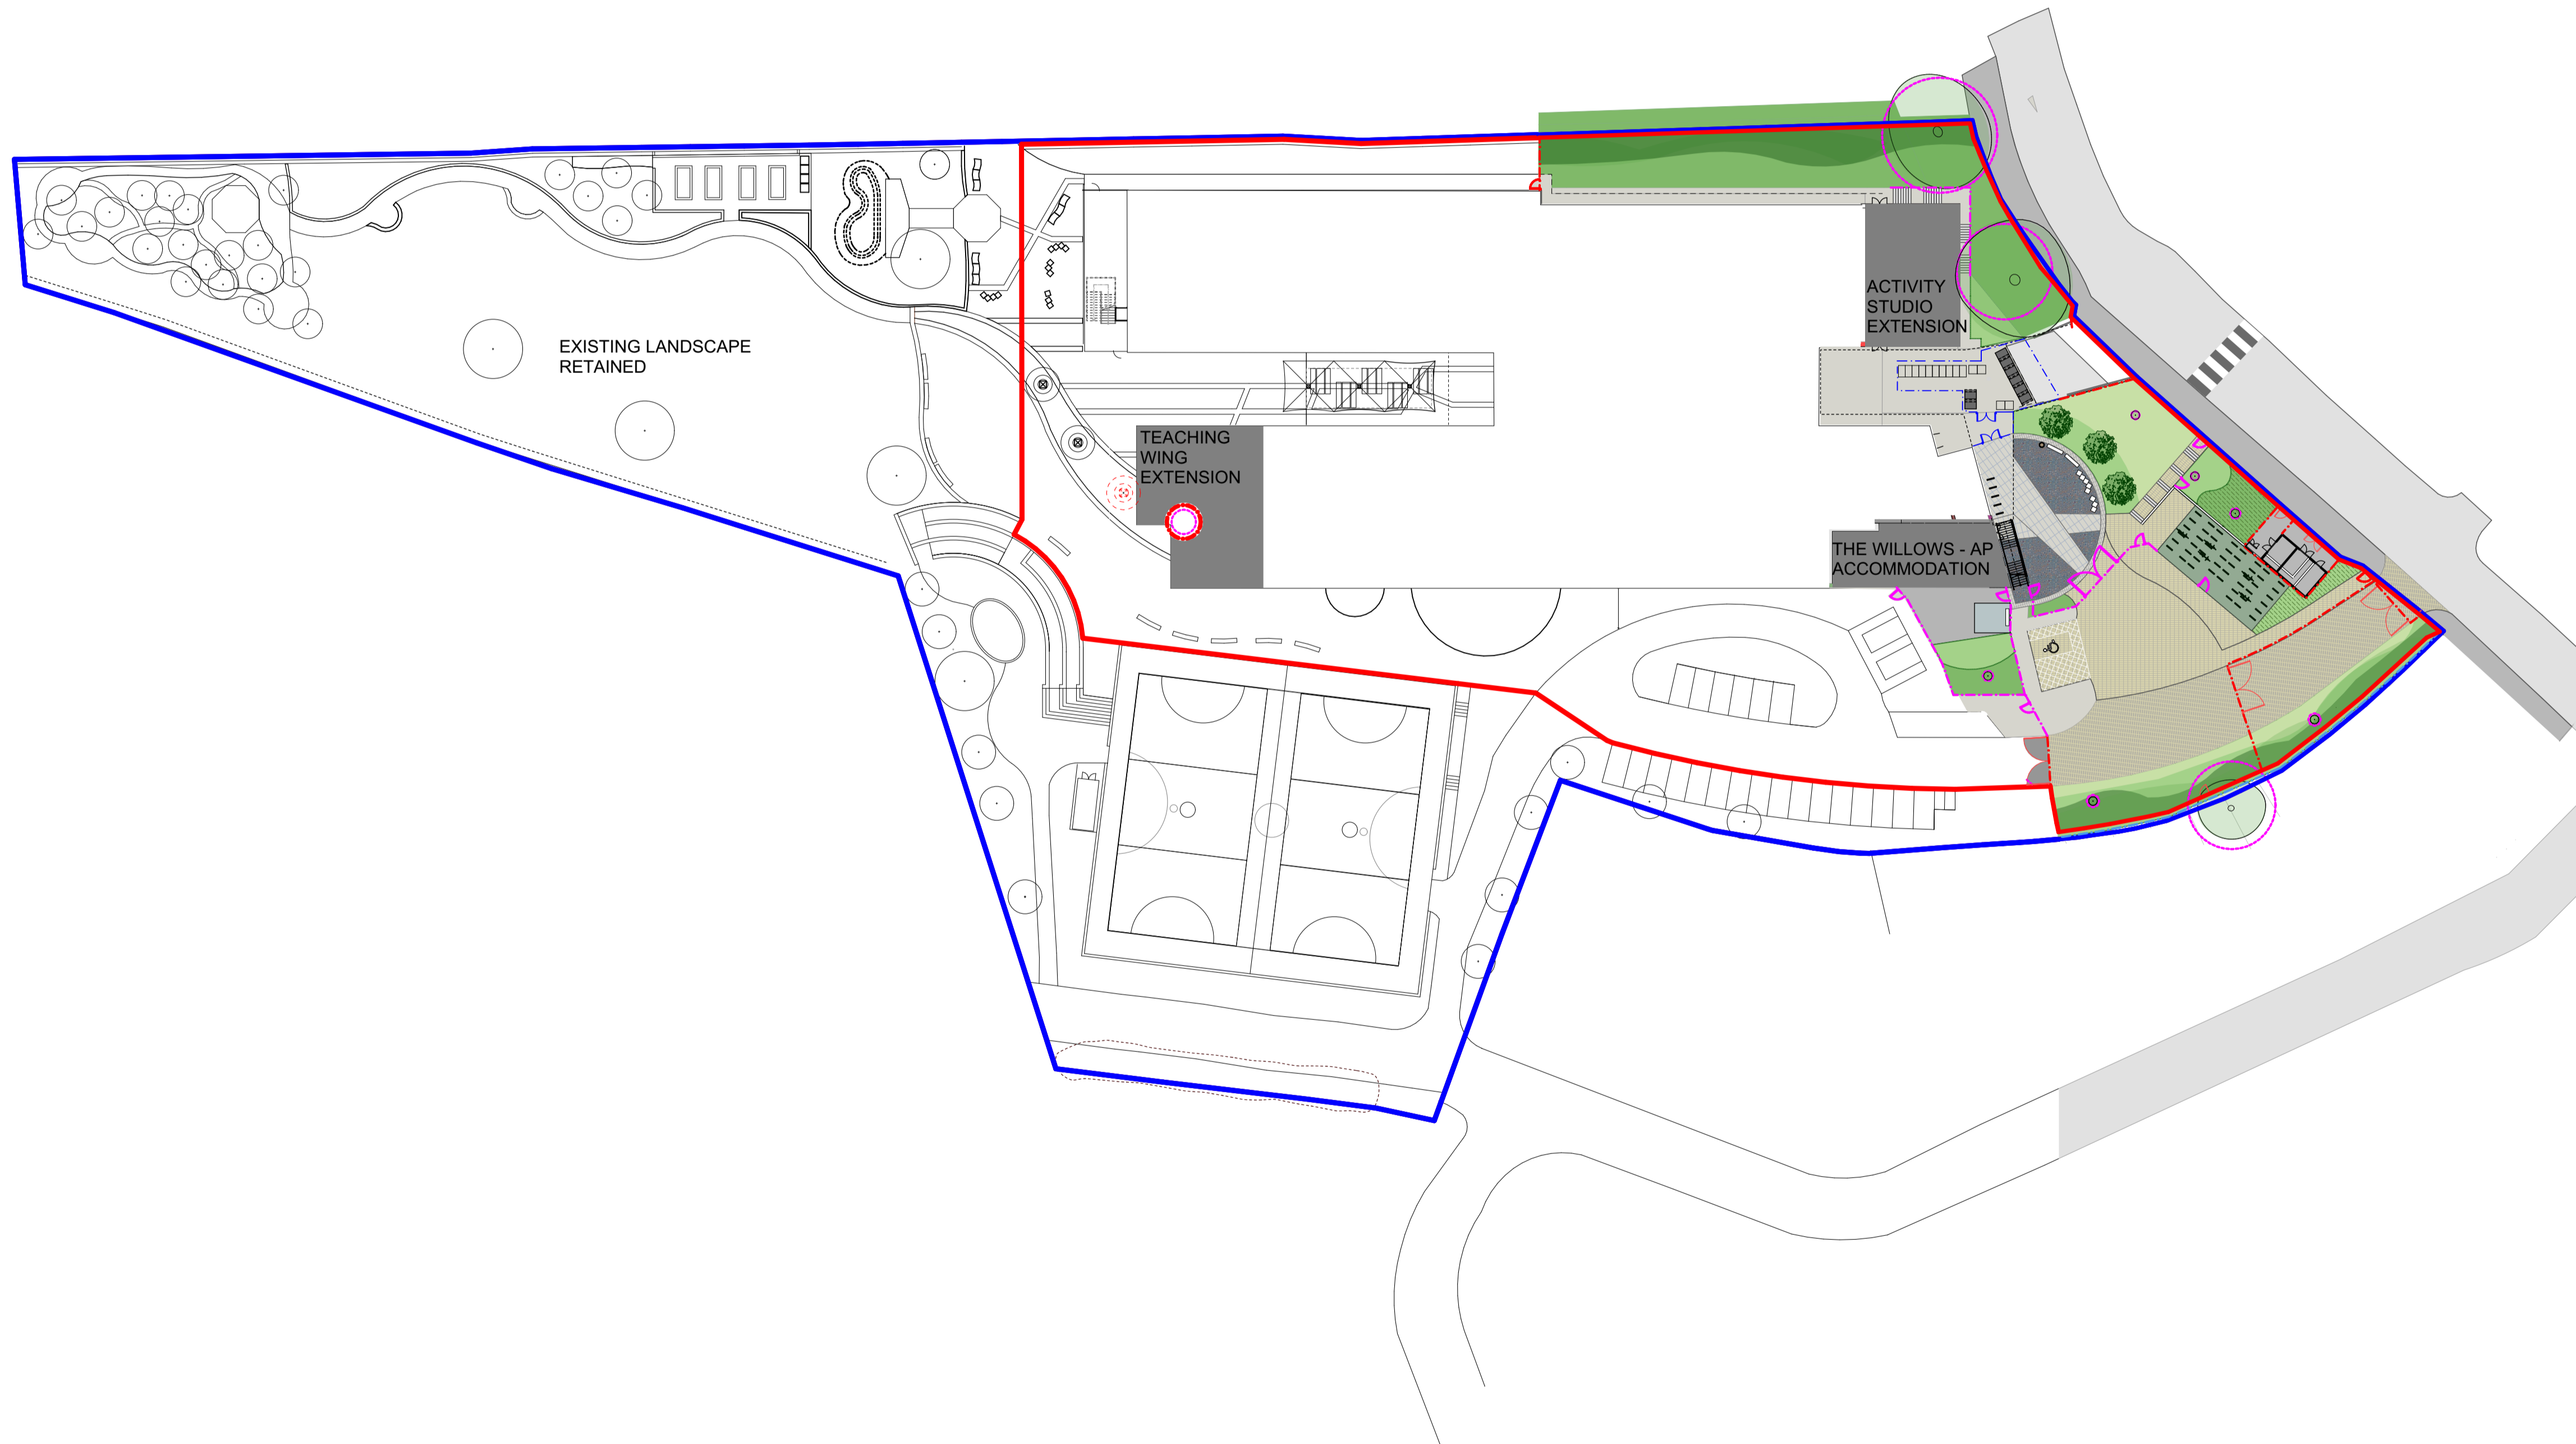 ACTIVITY
STUDIO
EXTENSION
EXISTING LANDSCAPE
RETAINED
TEACHING
WING
EXTENSION
THE WILLOWS - AP
ACCOMMODATION